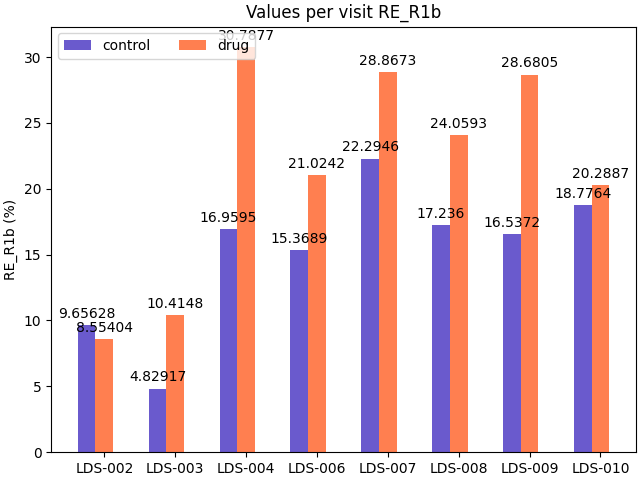 Values per visit RE_R1b
control
drug
RE_R1b (%)
30
25
20
15
10
5
0
9.65628
8.55404
4.82917
10.4148
16.9595
30.7877
15.3689
21.0242
22.2946
28.8673
17.236
24.0593
16.5372
28.6805
18.7764
20.2887
LDS-002
LDS-003
LDS-004
LDS-006
LDS-007
LDS-008
LDS-009
LDS-010